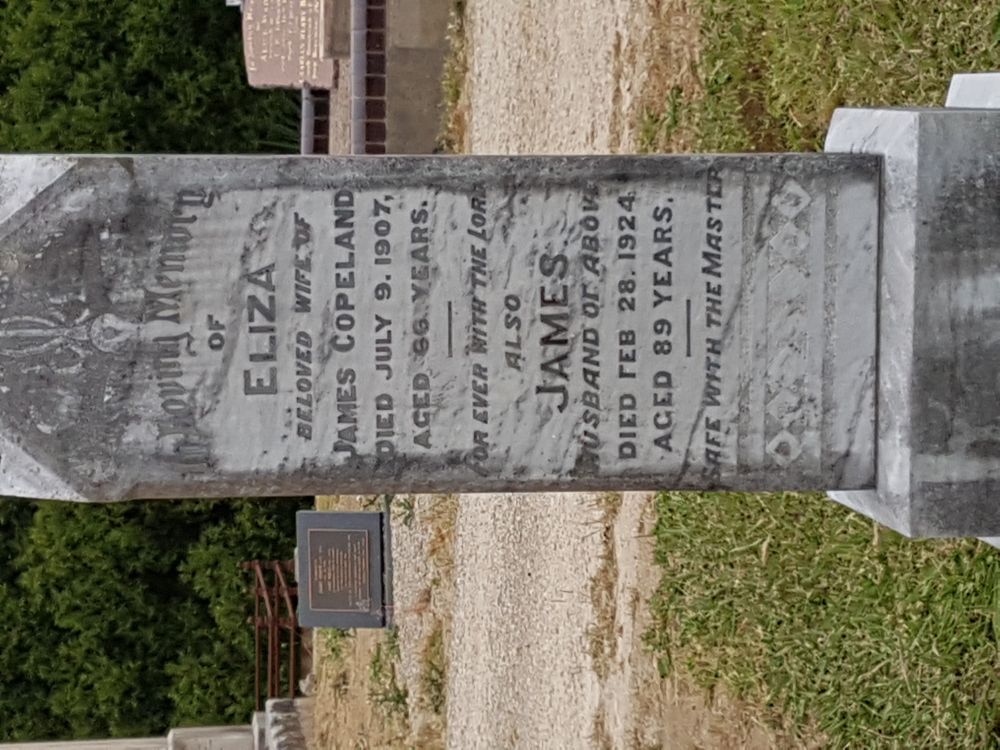 In Loving Memory
OF
ELIZA
BELOVED WIFE OF
JAMES COPELAND
DIED JULY 9. 1907,
AGED 86 YEARS.
FOR EVER WITH THE LORD
ALSO
JAMES
HUSBAND OF ABOVE
DIED FEB 28. 1924.
AGED 89 YEARS.
SAFE WITH THE MASTER